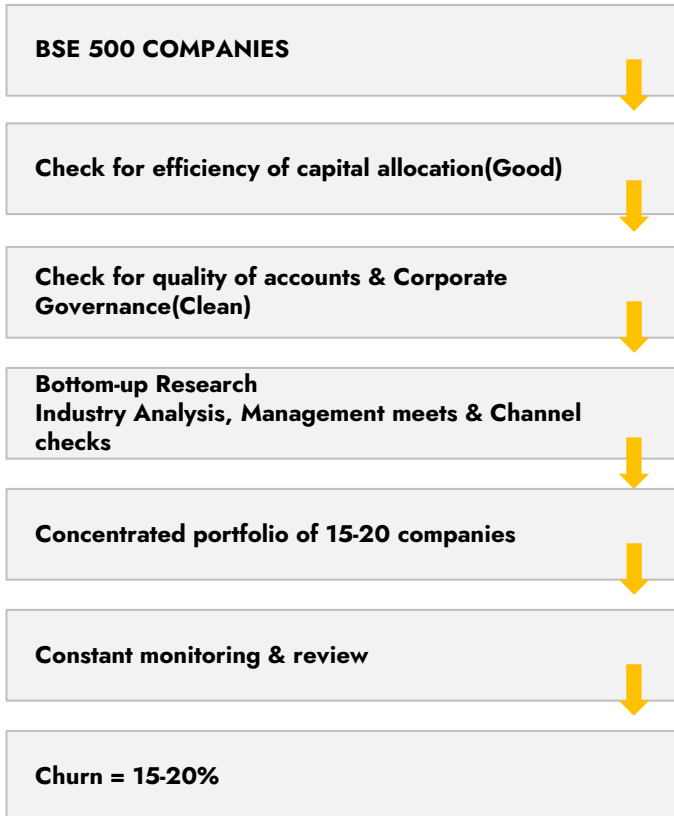 BSE 500 COMPANIES
Check for efficiency of capital allocation(Good)
Check for quality of accounts & Corporate
Governance(Clean)
Bottom-up Research
Industry Analysis, Management meets & Channel
checks
Concentrated portfolio of 15-20 companies
Constant monitoring & review
Churn = 15-20%